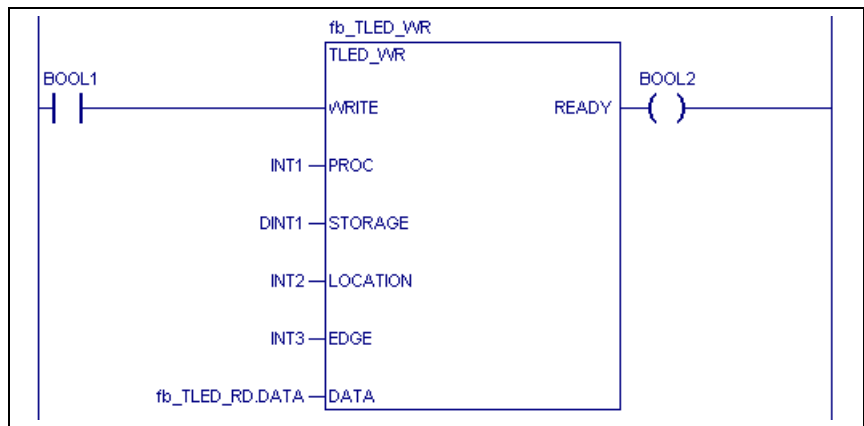 fb_TLED_WR
TLED_WR
BOOL1
BOOL2
WRITE
READY
INT1
PROC
DINT1
STORAGE
INT2
LOCATION
INT3
EDGE
fb_TLED_RD.DATA
DATA